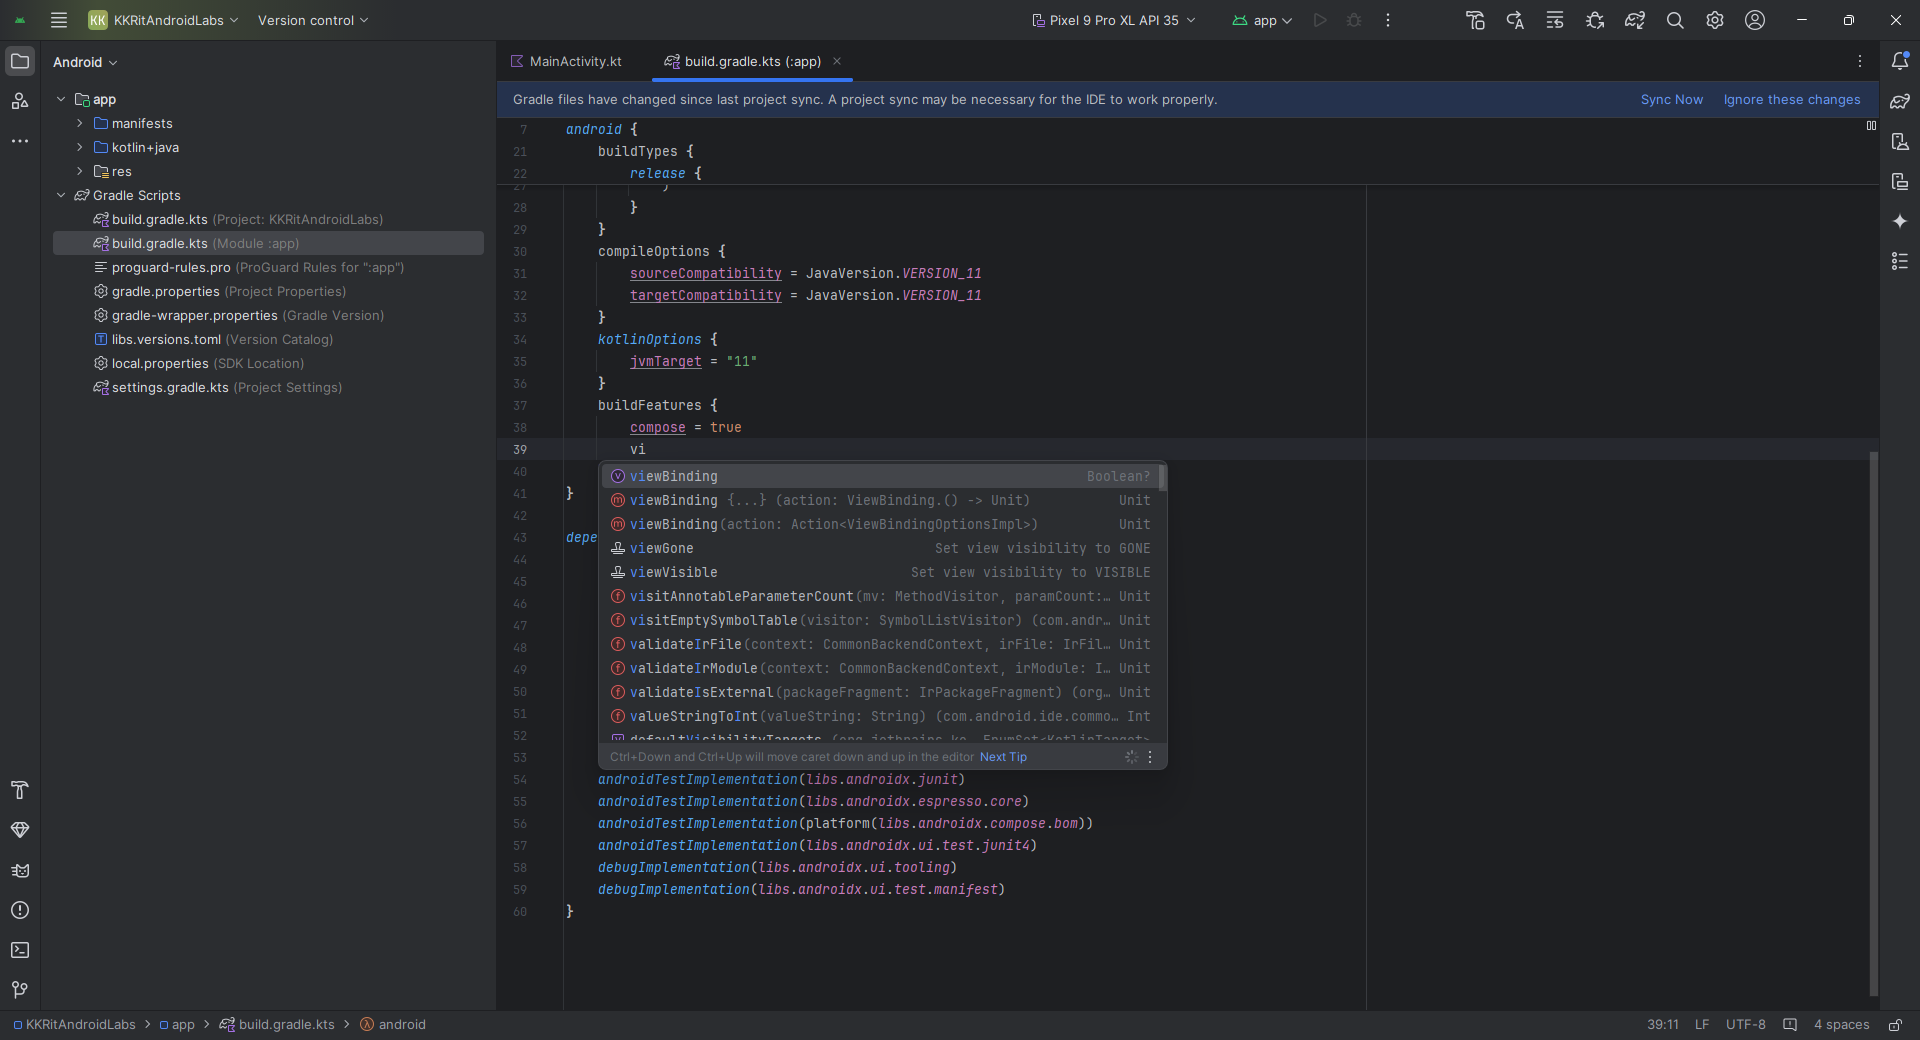 KK KKRitAndroidLabs Version control Pixel 9 Pro XL API 35 app
Android
app
manifests
kotlin+java
res
Gradle Scripts
build.gradle.kts (Project: KKRitAndroidLabs)
build.gradle.kts (Module :app)
proguard-rules.pro (ProGuard Rules for ":app")
gradle.properties (Project Properties)
gradle-wrapper.properties (Gradle Version)
libs.versions.toml (Version Catalog)
local.properties (SDK Location)
settings.gradle.kts (Project Settings)
MainActivity.kt build.gradle.kts (:app)
Gradle files have changed since last project sync. A project sync may be necessary for the IDE to work properly. Sync Now Ignore these changes
7 android {
21 buildTypes {
22 release {
27 )
28 }
29 }
30 compileOptions {
31 sourceCompatibility = JavaVersion.VERSION_11
32 targetCompatibility = JavaVersion.VERSION_11
33 }
34 kotlinOptions {
35 jvmTarget = "11"
36 }
37 buildFeatures {
38 compose = true
39 vi
40
41 }
42
43 depe
44
45
46
47
48
49
50
51
52
53
viewBinding Boolean?
viewBinding {...} (action: ViewBinding.() -> Unit) Unit
viewBinding(action: Action<ViewBindingOptionsImpl>) Unit
viewGone Set view visibility to GONE
viewVisible Set view visibility to VISIBLE
visitAnnotableParameterCount(mv: MethodVisitor, paramCount:… Unit
visitEmptySymbolTable(visitor: SymbolListVisitor) (com.andr… Unit
validateIrFile(context: CommonBackendContext, irFile: IrFil… Unit
validateIrModule(context: CommonBackendContext, irModule: I… Unit
validateIsExternal(packageFragment: IrPackageFragment) (org… Unit
valueStringToInt(valueString: String) (com.android.ide.commo… Int
defaultVisibilityTargets (org.jetbrains.ko… EnumSet<KotlinTarget>
Ctrl+Down and Ctrl+Up will move caret down and up in the editor Next Tip
54 androidTestImplementation(libs.androidx.junit)
55 androidTestImplementation(libs.androidx.espresso.core)
56 androidTestImplementation(platform(libs.androidx.compose.bom))
57 androidTestImplementation(libs.androidx.ui.test.junit4)
58 debugImplementation(libs.androidx.ui.tooling)
59 debugImplementation(libs.androidx.ui.test.manifest)
60 }
KKRitAndroidLabs app build.gradle.kts android 39:11 LF UTF-8 4 spaces